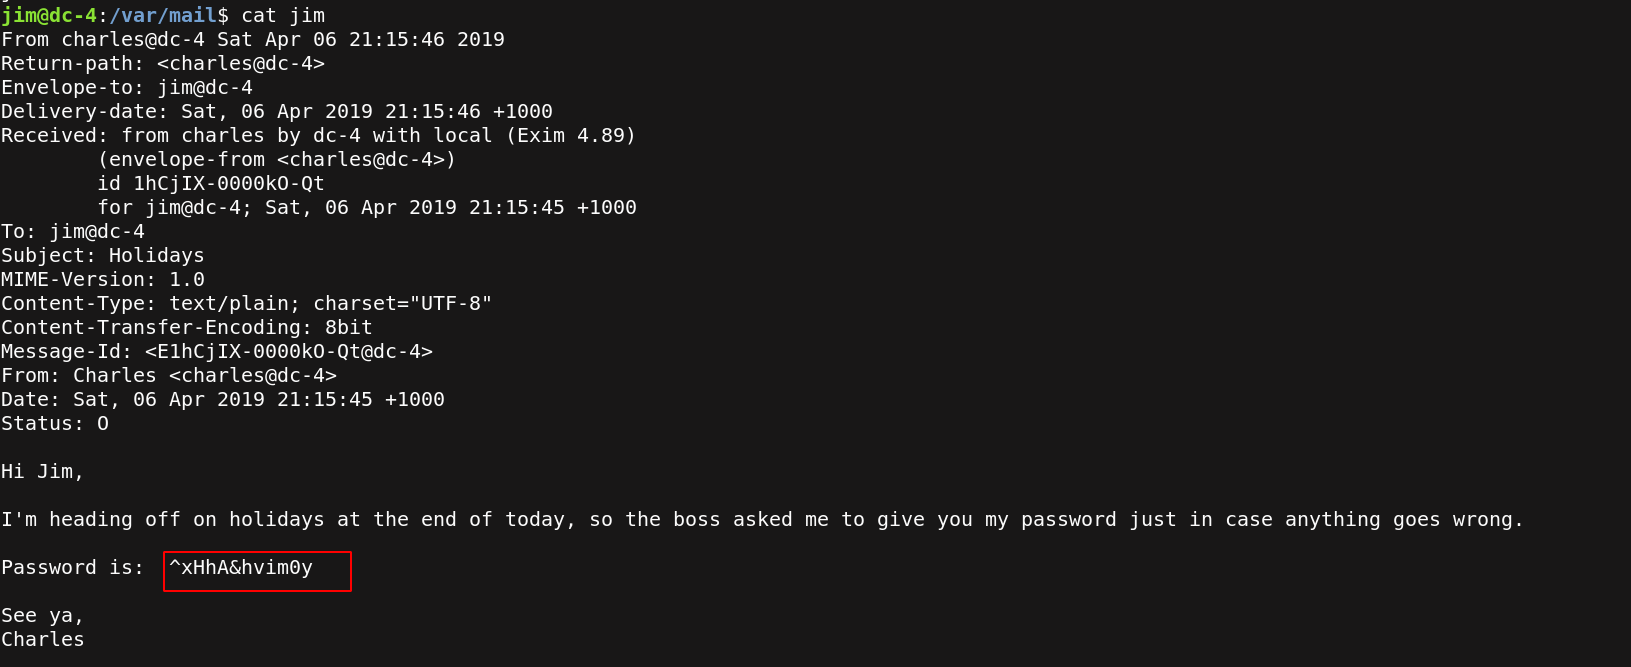 jim@dc-4:/var/mail$ cat jim
From charles@dc-4 Sat Apr 06 21:15:46 2019
Return-path: <charles@dc-4>
Envelope-to: jim@dc-4
Delivery-date: Sat, 06 Apr 2019 21:15:46 +1000
Received: from charles by dc-4 with local (Exim 4.89)
        (envelope-from <charles@dc-4>)
        id 1hCjIX-0000kO-Qt
        for jim@dc-4; Sat, 06 Apr 2019 21:15:45 +1000
To: jim@dc-4
Subject: Holidays
MIME-Version: 1.0
Content-Type: text/plain; charset="UTF-8"
Content-Transfer-Encoding: 8bit
Message-Id: <E1hCjIX-0000kO-Qt@dc-4>
From: Charles <charles@dc-4>
Date: Sat, 06 Apr 2019 21:15:45 +1000
Status: O

Hi Jim,

I'm heading off on holidays at the end of today, so the boss asked me to give you my password just in case anything goes wrong.

Password is:  ^xHhA&hvim0y

See ya,
Charles